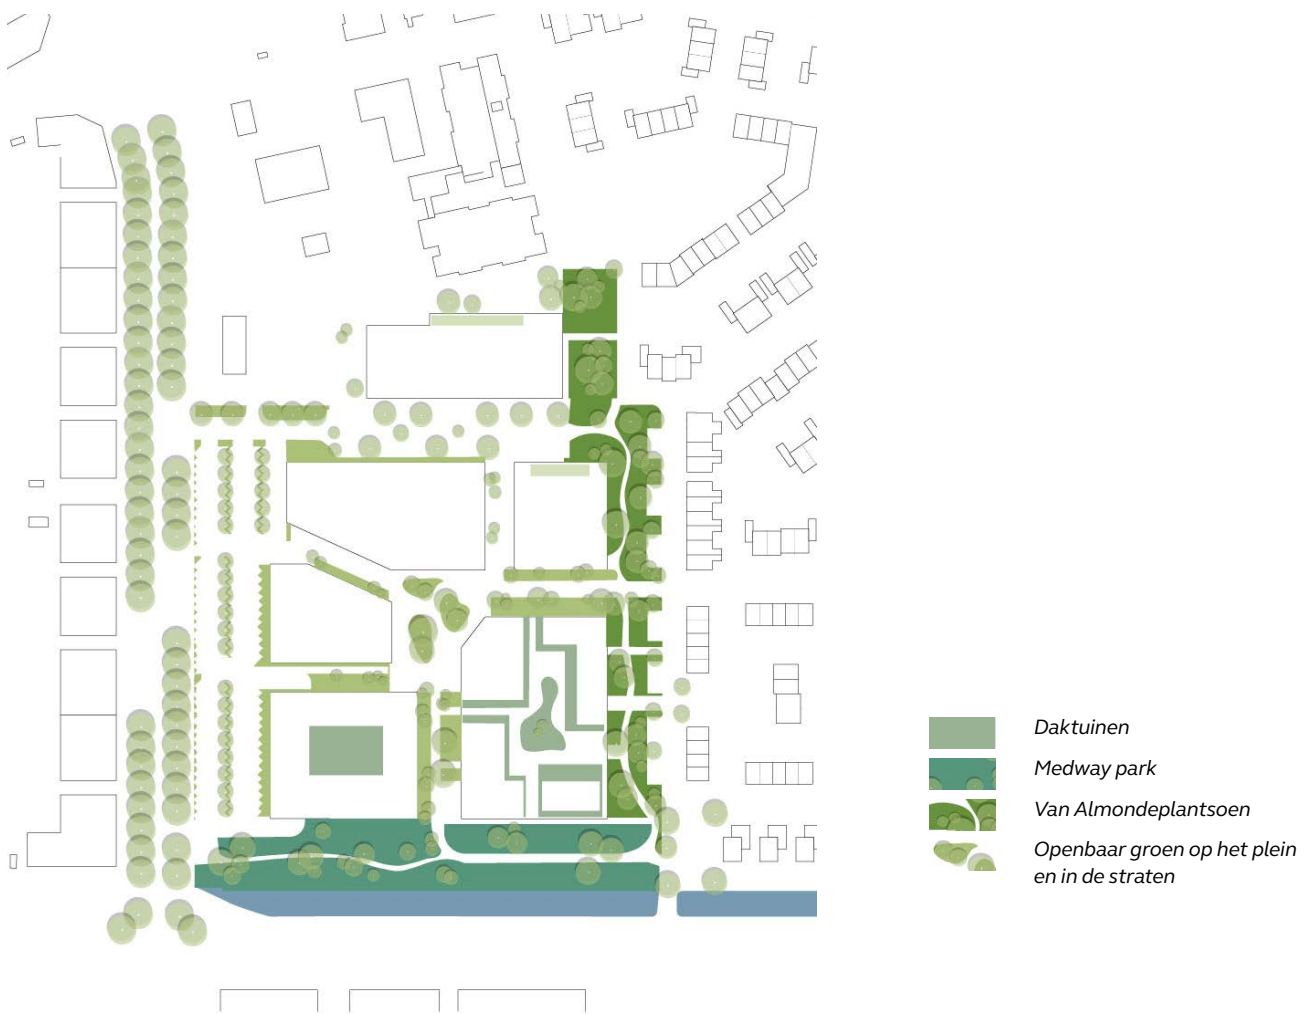 Daktuinen
Medway park
Van Almondeplantsoen
Openbaar groen op het plein
en in de straten